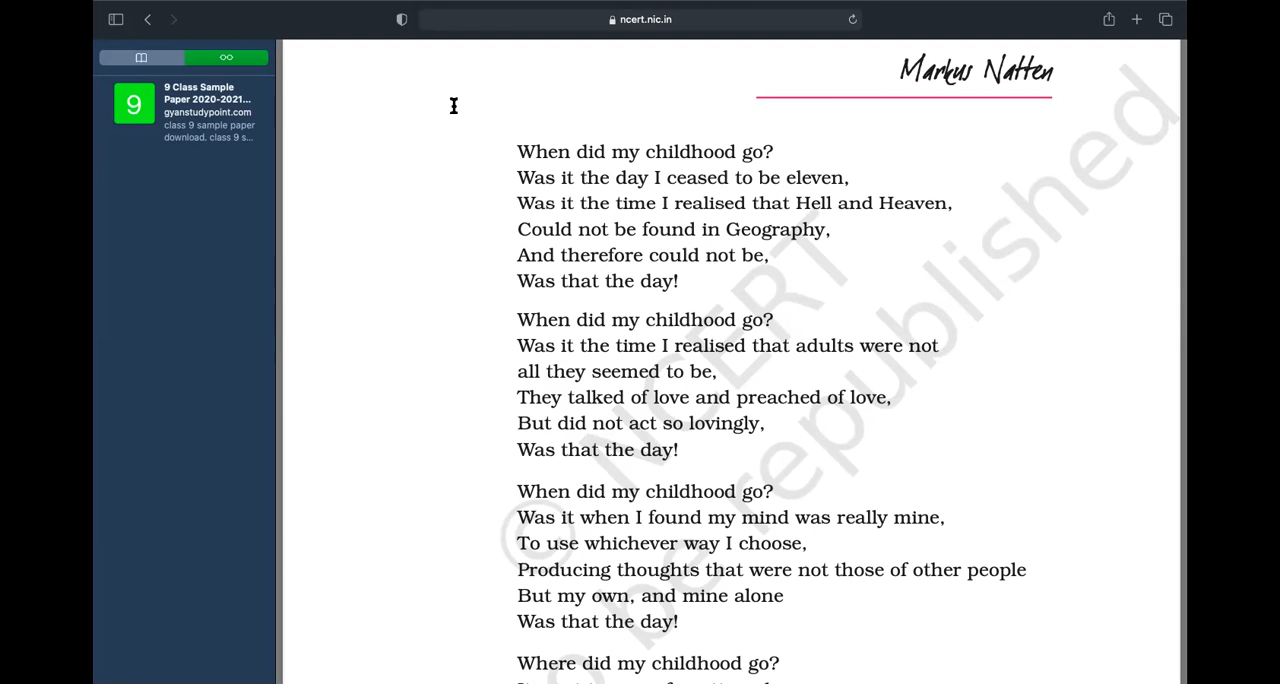 ncert.nic.in
9
9 Class Sample
Paper 2020-2021...
gyanstudypoint.com
class 9 sample paper
download. class 9 s...
Markus Natten
When did my childhood go?
Was it the day I ceased to be eleven,
Was it the time I realised that Hell and Heaven,
Could not be found in Geography,
And therefore could not be,
Was that the day!
When did my childhood go?
Was it the time I realised that adults were not
all they seemed to be,
They talked of love and preached of love,
But did not act so lovingly,
Was that the day!
When did my childhood go?
Was it when I found my mind was really mine,
To use whichever way I choose,
Producing thoughts that were not those of other people
But my own, and mine alone
Was that the day!
Where did my childhood go?
© NCERT
be republished